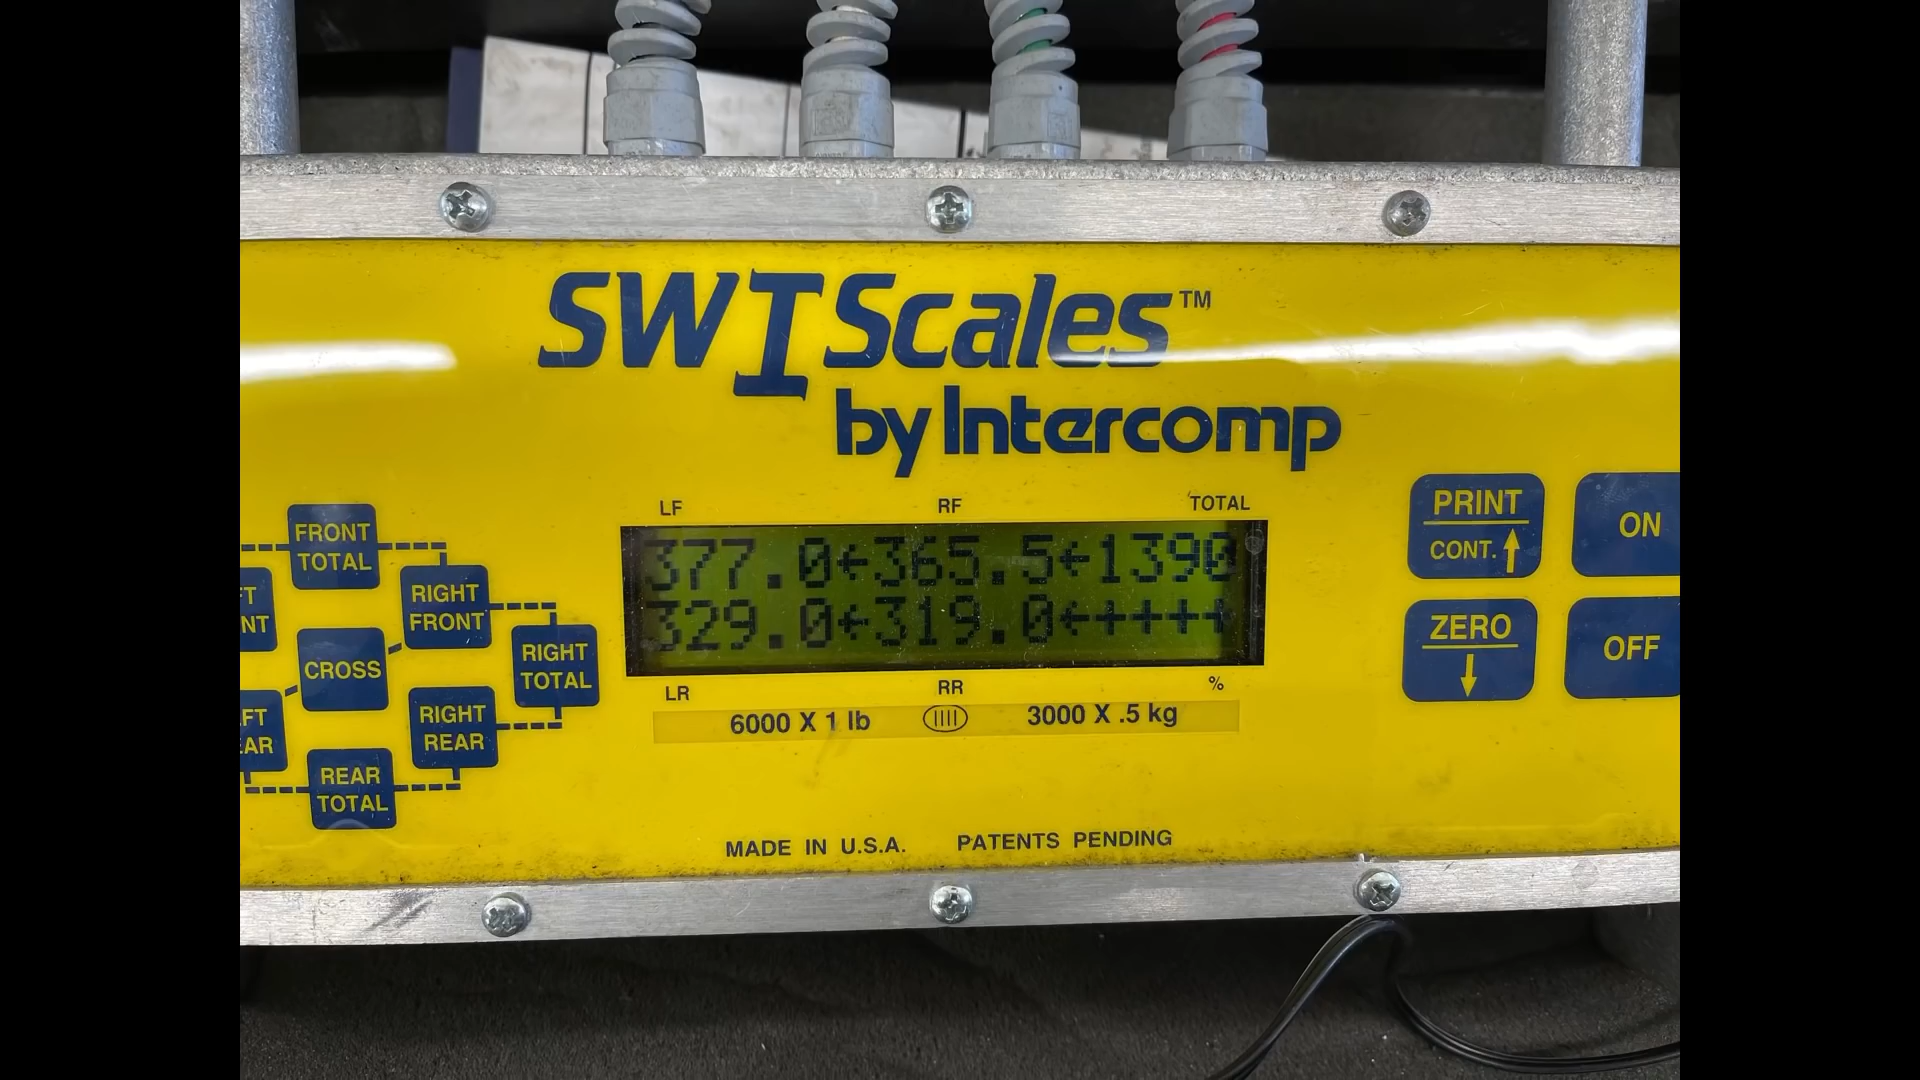 SWI Scales™
by Intercomp
LF RF TOTAL
377.0←365.5←1390
329.0←319.0←++++
LR RR %
6000 X 1 lb 3000 X .5 kg
FRONT TOTAL
RIGHT FRONT
CROSS
RIGHT TOTAL
RIGHT REAR
REAR TOTAL
PRINT
CONT.↑
ON
ZERO
↓
OFF
MADE IN U.S.A. PATENTS PENDING